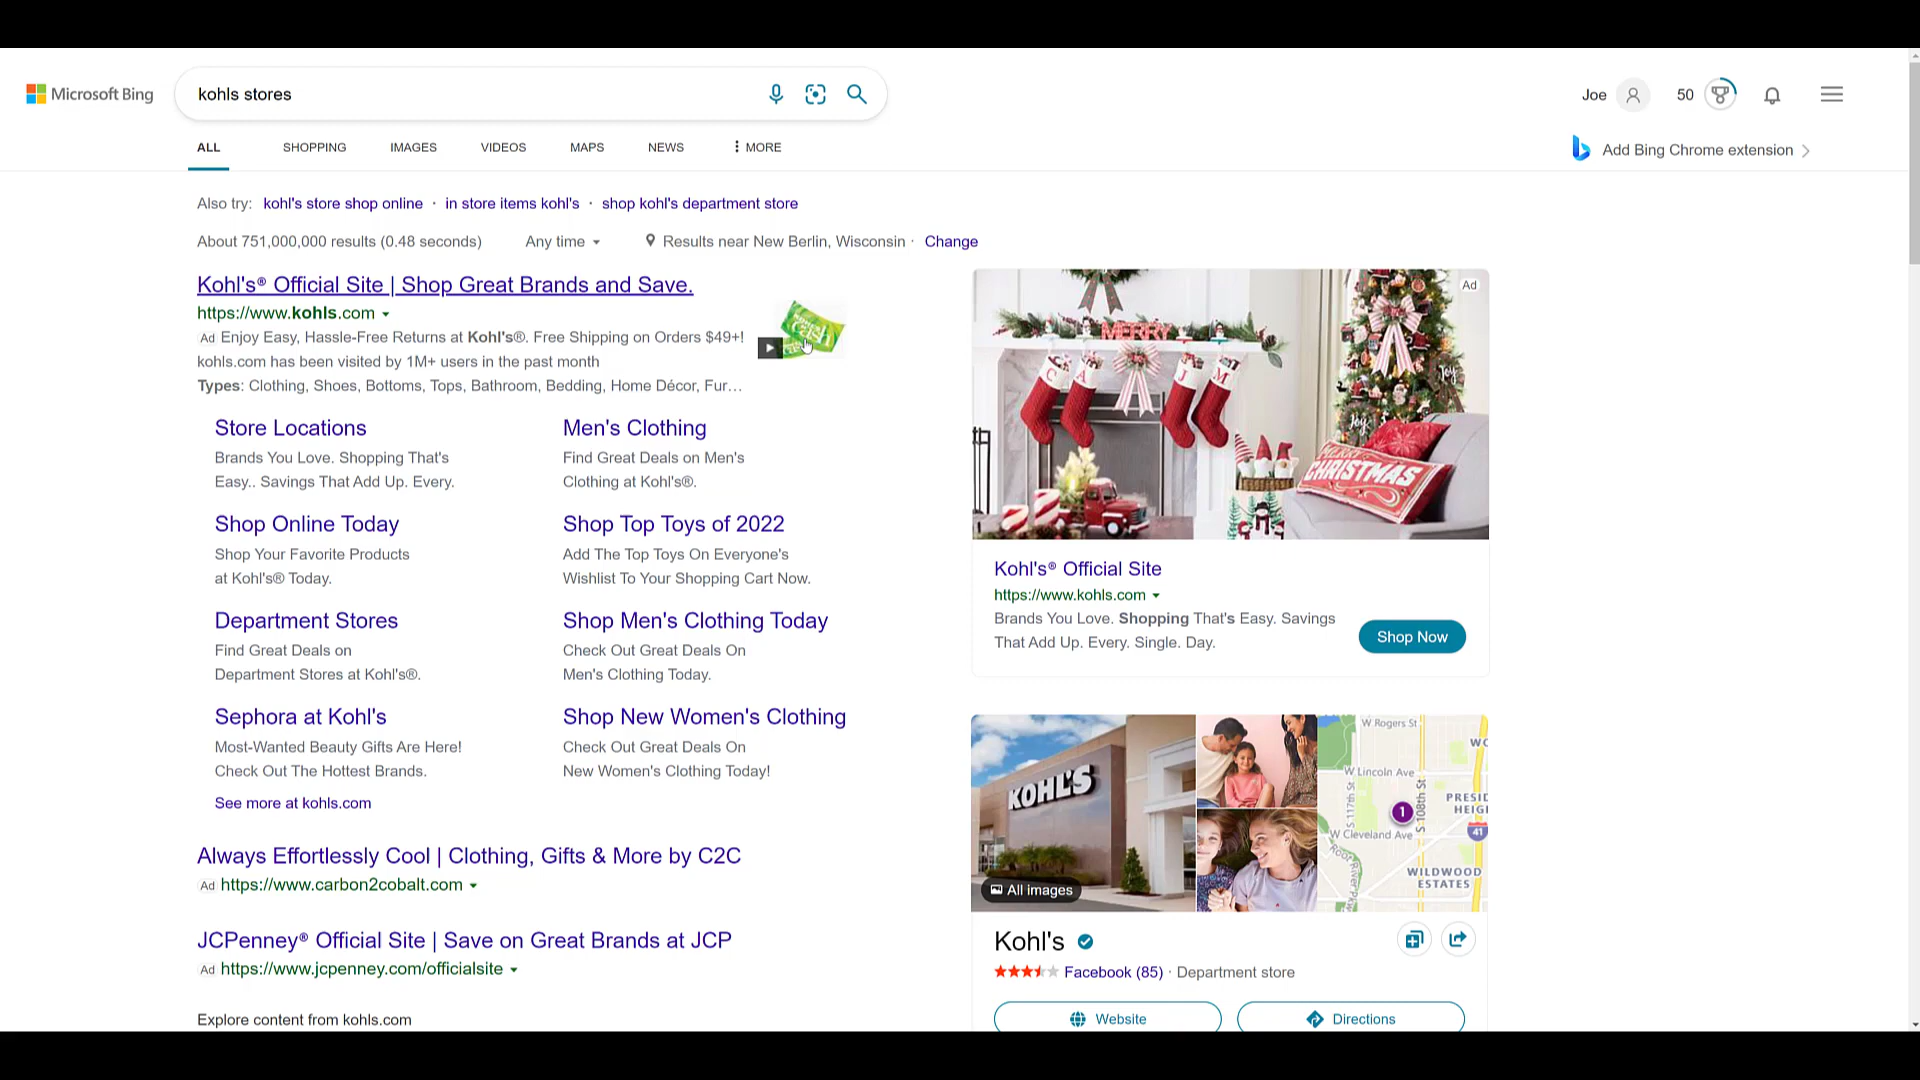 Microsoft Bing
kohls stores
Joe
50
ALL
SHOPPING
IMAGES
VIDEOS
MAPS
NEWS
MORE
Add Bing Chrome extension
Also try: kohl's store shop online · in store items kohl's · shop kohl's department store
About 751,000,000 results (0.48 seconds)
Any time
Results near New Berlin, Wisconsin · Change
Kohl's® Official Site | Shop Great Brands and Save.
https://www.kohls.com
Ad Enjoy Easy, Hassle-Free Returns at Kohl's®. Free Shipping on Orders $49+!
kohls.com has been visited by 1M+ users in the past month
Types: Clothing, Shoes, Bottoms, Tops, Bathroom, Bedding, Home Décor, Fur…
Store Locations
Brands You Love. Shopping That's
Easy.. Savings That Add Up. Every.
Men's Clothing
Find Great Deals on Men's
Clothing at Kohl's®.
Shop Online Today
Shop Your Favorite Products
at Kohl's® Today.
Shop Top Toys of 2022
Add The Top Toys On Everyone's
Wishlist To Your Shopping Cart Now.
Department Stores
Find Great Deals on
Department Stores at Kohl's®.
Shop Men's Clothing Today
Check Out Great Deals On
Men's Clothing Today.
Sephora at Kohl's
Most-Wanted Beauty Gifts Are Here!
Check Out The Hottest Brands.
Shop New Women's Clothing
Check Out Great Deals On
New Women's Clothing Today!
See more at kohls.com
Always Effortlessly Cool | Clothing, Gifts & More by C2C
Ad https://www.carbon2cobalt.com
JCPenney® Official Site | Save on Great Brands at JCP
Ad https://www.jcpenney.com/officialsite
Explore content from kohls.com
Ad
MERRY
C
A
J
M
Joy
Joy
CHRISTMAS
Kohl's® Official Site
https://www.kohls.com
Brands You Love. Shopping That's Easy. Savings
That Add Up. Every. Single. Day.
Shop Now
KOHL'S
All images
W Rogers St
W Lincoln Ave
S 117th St
S 108th St
1
W Cleveland Ave
41
WILDWOOD
ESTATES
Kohl's
Facebook (85) · Department store
Website
Directions